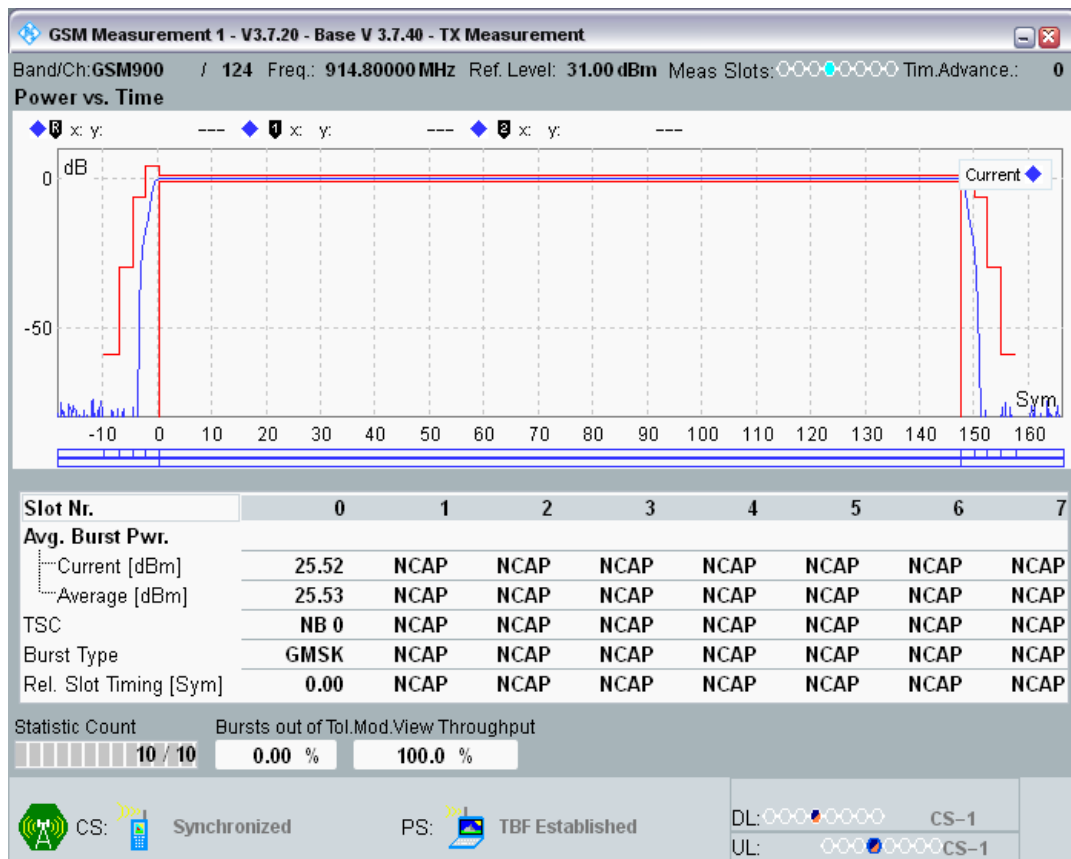 GSM Measurement 1 - V3.7.20 - Base V 3.7.40 - TX Measurement
Band/Ch:GSM900 / 124 Freq.: 914.80000 MHz Ref. Level: 31.00 dBm Meas Slots: Tim.Advance.: 0
Power vs. Time
R x: y: --- 1 x: y: --- 2 x: y: ---
dB
Current
0
-50
Sym
-10 0 10 20 30 40 50 60 70 80 90 100 110 120 130 140 150 160
Slot Nr. 0 1 2 3 4 5 6 7
Avg. Burst Pwr.
Current [dBm] 25.52 NCAP NCAP NCAP NCAP NCAP NCAP NCAP
Average [dBm] 25.53 NCAP NCAP NCAP NCAP NCAP NCAP NCAP
TSC NB 0 NCAP NCAP NCAP NCAP NCAP NCAP NCAP
Burst Type GMSK NCAP NCAP NCAP NCAP NCAP NCAP NCAP
Rel. Slot Timing [Sym] 0.00 NCAP NCAP NCAP NCAP NCAP NCAP NCAP
Statistic Count Bursts out of Tol.Mod.View Throughput
10 / 10 0.00 % 100.0 %
CS: Synchronized PS: TBF Established DL: CS-1
UL: CS-1